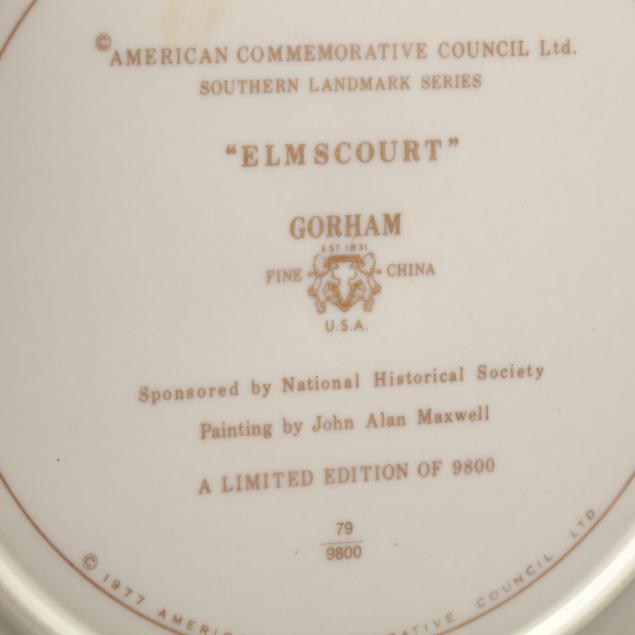 ©AMERICAN COMMEMORATIVE COUNCIL Ltd.
SOUTHERN LANDMARK SERIES
“ELMSCOURT”
GORHAM
EST 1831
FINE CHINA
U.S.A.
Sponsored by National Historical Society
Painting by John Alan Maxwell
A LIMITED EDITION OF 9800
79
9800
© 1977 COUNCIL LTD